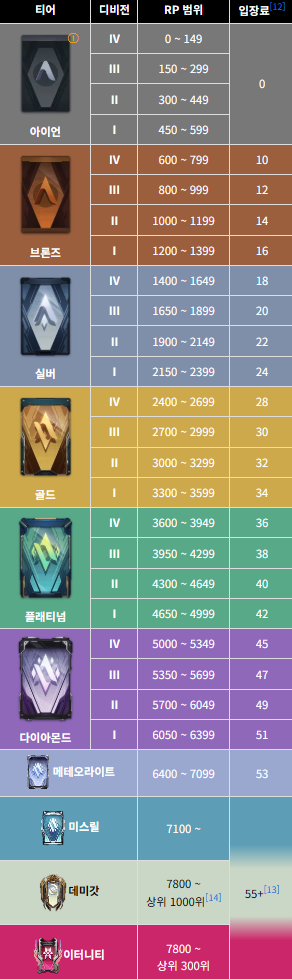 티어 디비전 RP 범위 입장료[12]
①
아이언
IV 0 ~ 149
III 150 ~ 299
II 300 ~ 449
I 450 ~ 599
0
브론즈
IV 600 ~ 799 10
III 800 ~ 999 12
II 1000 ~ 1199 14
I 1200 ~ 1399 16
실버
IV 1400 ~ 1649 18
III 1650 ~ 1899 20
II 1900 ~ 2149 22
I 2150 ~ 2399 24
골드
IV 2400 ~ 2699 28
III 2700 ~ 2999 30
II 3000 ~ 3299 32
I 3300 ~ 3599 34
플래티넘
IV 3600 ~ 3949 36
III 3950 ~ 4299 38
II 4300 ~ 4649 40
I 4650 ~ 4999 42
다이아몬드
IV 5000 ~ 5349 45
III 5350 ~ 5699 47
II 5700 ~ 6049 49
I 6050 ~ 6399 51
메테오라이트 6400 ~ 7099 53
미스릴 7100 ~
데미갓 7800 ~
상위 1000위[14]
55+[13]
이터니티 7800 ~
상위 300위